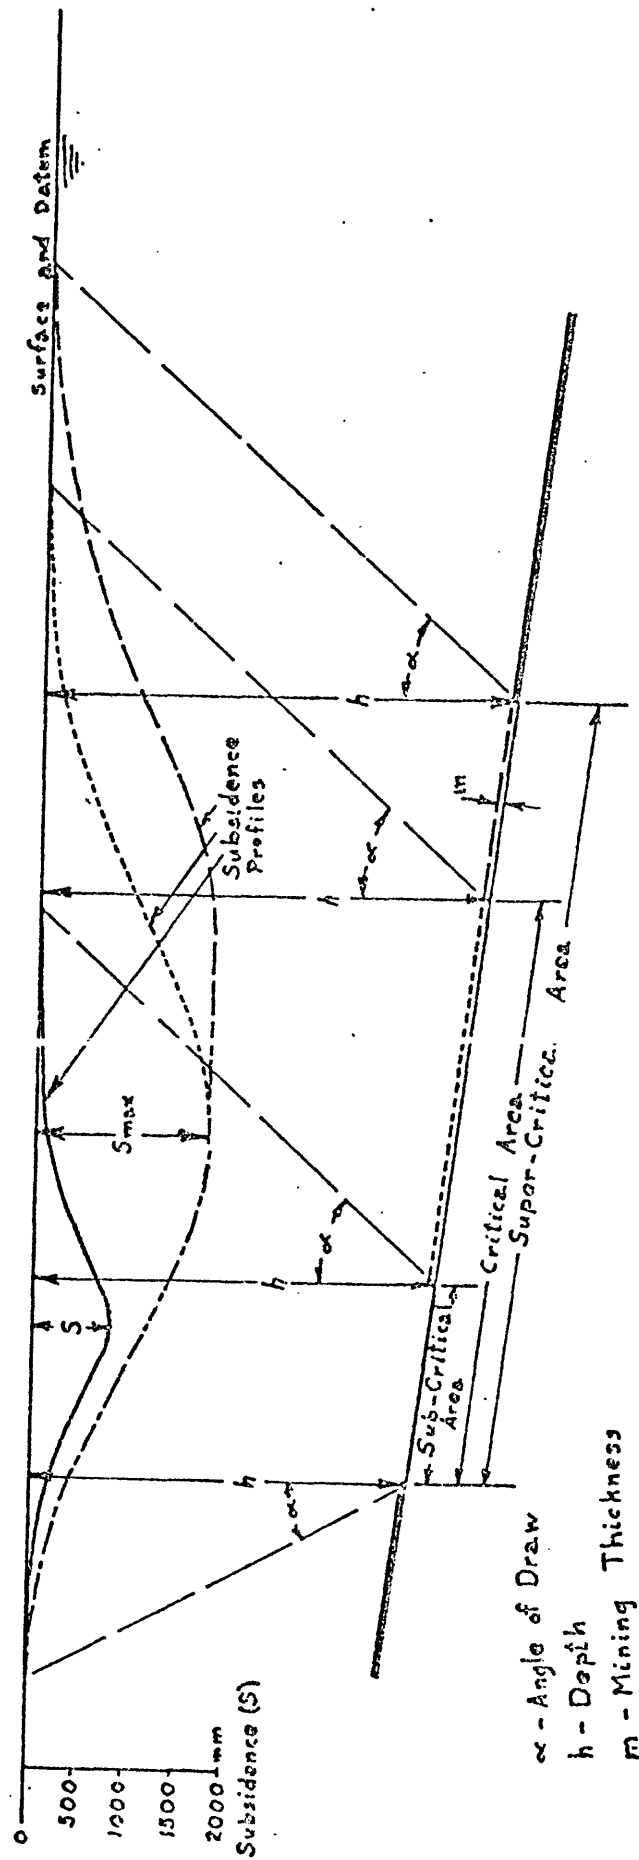 Surface and Datum
0
500
1000
1500
2000 mm
Subsidence (S)
S
Smax
Subsidence
Profiles
h
h
h
h
α
α
α
α
m
Sub-Critical
Area
Critical Area
Supar-Critical Area
α - Angle of Draw
h - Depth
m - Mining Thickness